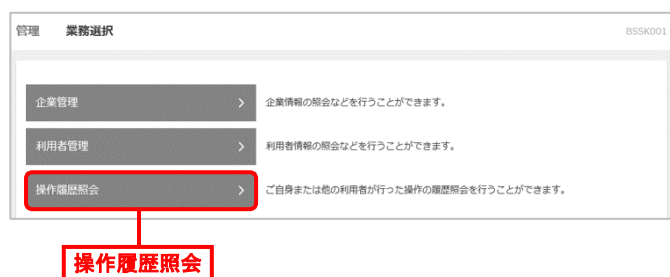 管理 業務選択 BSSK001
企業管理 > 企業情報の照会などを行うことができます。
利用者管理 > 利用者情報の照会などを行うことができます。
操作履歴照会 > ご自身または他の利用者が行った操作の履歴照会を行うことができます。
操作履歴照会